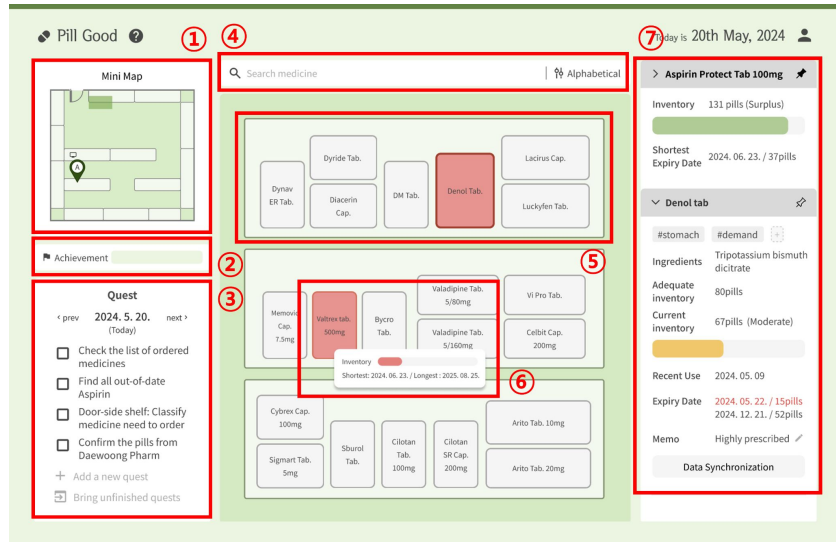 Pill Good ?
①
④
⑦
Today is 20th May, 2024
Mini Map
A
Search medicine
Alphabetical
Achievement
②
③
Quest
‹ prev 2024. 5. 20. next ›
(Today)
Check the list of ordered
medicines
Find all out-of-date
Aspirin
Door-side shelf: Classify
medicine need to order
Confirm the pills from
Daewoong Pharm
+ Add a new quest
Bring unfinished quests
Dynav
ER Tab.
Dyride Tab.
Diacerin
Cap.
DM Tab.
Denol Tab.
Lacirus Cap.
Luckyfen Tab.
⑤
Memovic
Cap.
7.5mg
Valtrex tab.
500mg
Bycro
Tab.
Valadipine Tab.
5/80mg
Valadipine Tab.
5/160mg
Vi Pro Tab.
Celbit Cap.
200mg
Inventory
Shortest: 2024. 06. 23. / Longest : 2025. 08. 25.
⑥
Cybrex Cap.
100mg
Sigmart Tab.
5mg
Sburol
Tab.
Cilotan
Tab.
100mg
Cilotan
SR Cap.
200mg
Arito Tab. 10mg
Arito Tab. 20mg
Aspirin Protect Tab 100mg
Inventory 131 pills (Surplus)
Shortest
Expiry Date 2024. 06. 23. / 37pills
Denol tab
#stomach #demand +
Ingredients Tripotassium bismuth
dicitrate
Adequate
inventory 80pills
Current
inventory 67pills (Moderate)
Recent Use 2024. 05. 09
Expiry Date 2024. 05. 22. / 15pills
2024. 12. 21. / 52pills
Memo Highly prescribed
Data Synchronization